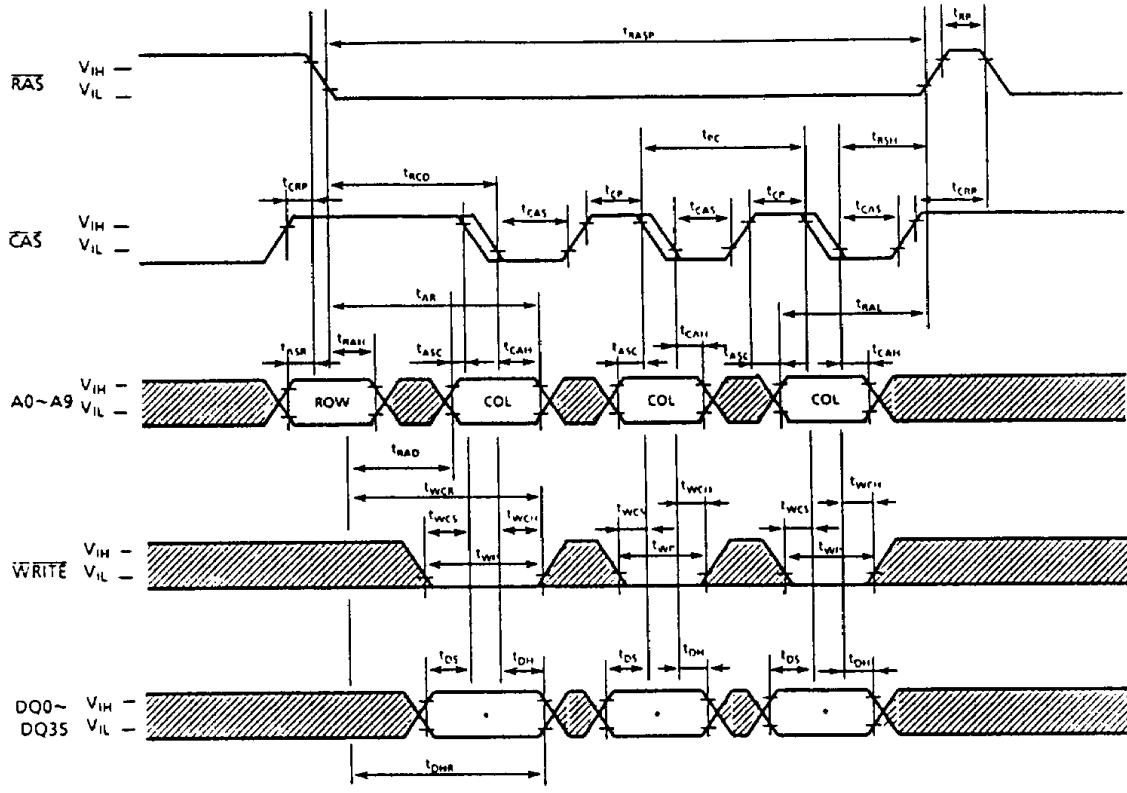 tRP
tRASP
RAS VIH
VIL
tPC
tRSH
tCRP tRCD tCP tCP tCRP
tCAS tCAS tCAS
CAS VIH
VIL
tAR
tRAL
tASR tRAH tASC tCAH tASC tCAH tASC tCAH
A0~A9 VIH
VIL
ROW COL COL COL
tRAD
tWCR
tWCS tWCH tWCS tWCH tWCS tWCH
tWP tWP tWP
WRITE VIH
VIL
tDS tDH tDS tDH tDS tDH
DQ0~ VIH
DQ35 VIL
* * *
tDHR